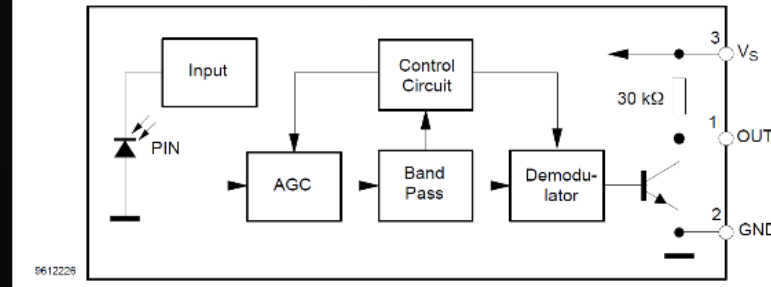 Input
Control
Circuit
3
VS
30 kΩ
1
OUT
PIN
AGC
Band
Pass
Demodu-
lator
2
GND
9612226